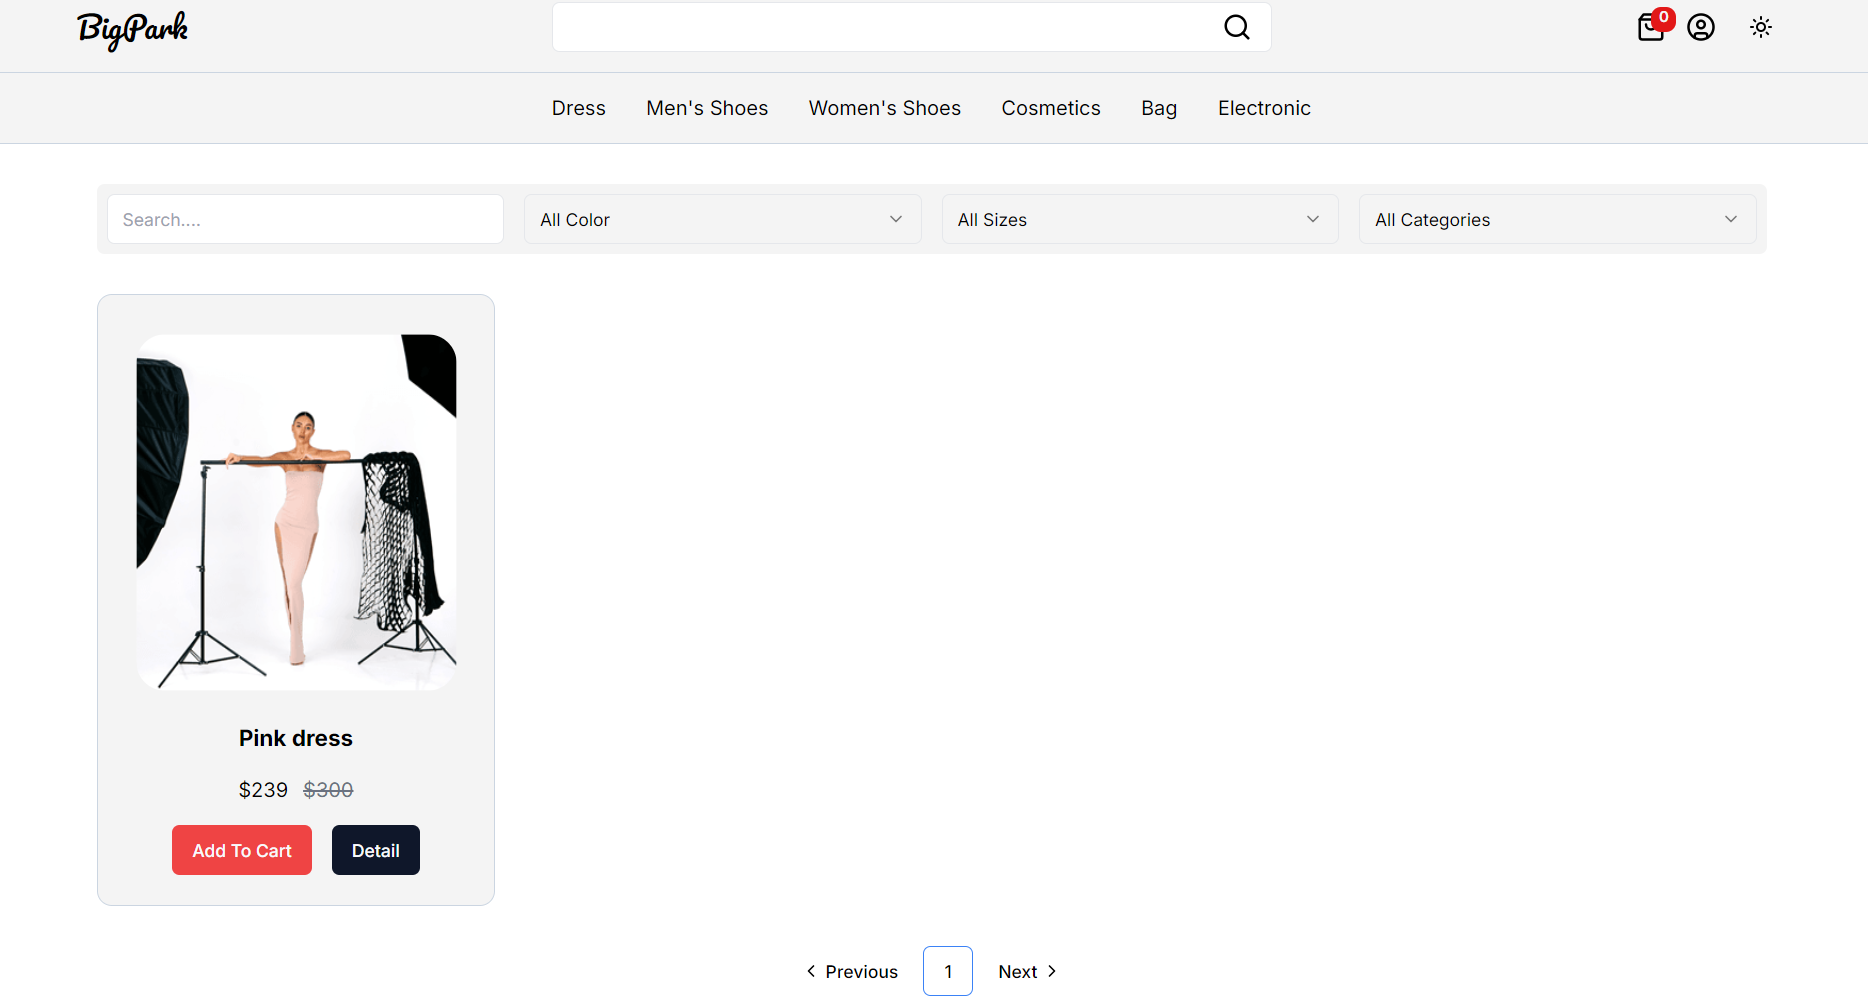 BigPark
0
Dress Men's Shoes Women's Shoes Cosmetics Bag Electronic
Search.... All Color All Sizes All Categories
Pink dress
$239 $300
Add To Cart Detail
Previous 1 Next